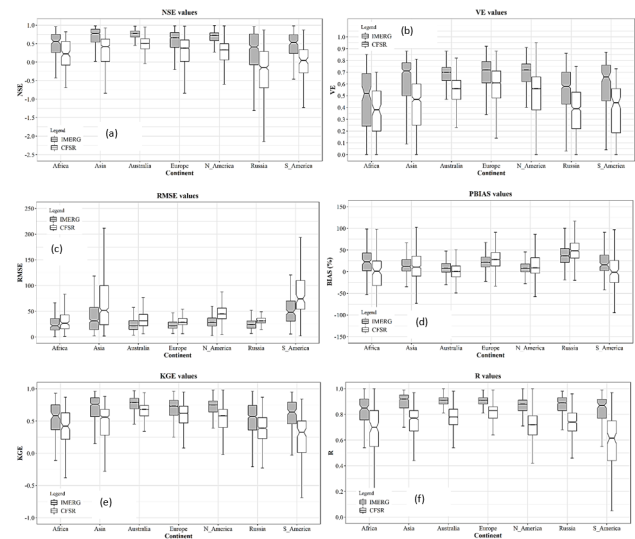 NSE values
NSE
1.0
0.5
0.0
-0.5
-1.0
-1.5
-2.0
-2.5
Legend
IMERG
CFSR
(a)
Africa Asia Australia Europe N_America Russia S_America
Continent
VE values
VE
1.0
0.9
0.8
0.7
0.6
0.5
0.4
0.3
0.2
0.1
0.0
Legend
IMERG
CFSR
(b)
Africa Asia Australia Europe N_America Russia S_America
Continent
RMSE values
RMSE
250
200
150
100
50
0
Legend
IMERG
CFSR
(c)
Africa Asia Australia Europe N_America Russia S_America
Continent
PBIAS values
BIAS (%)
150
100
50
0
-50
-100
-150
Legend
IMERG
CFSR
(d)
Africa Asia Australia Europe N_America Russia S_America
Continent
KGE values
KGE
1.0
0.5
0.0
-0.5
-1.0
Legend
IMERG
CFSR
(e)
Africa Asia Australia Europe N_America Russia S_America
Continent
R values
R
1.0
0.8
0.6
0.4
0.2
0.0
Legend
IMERG
CFSR
(f)
Africa Asia Australia Europe N_America Russia S_America
Continent